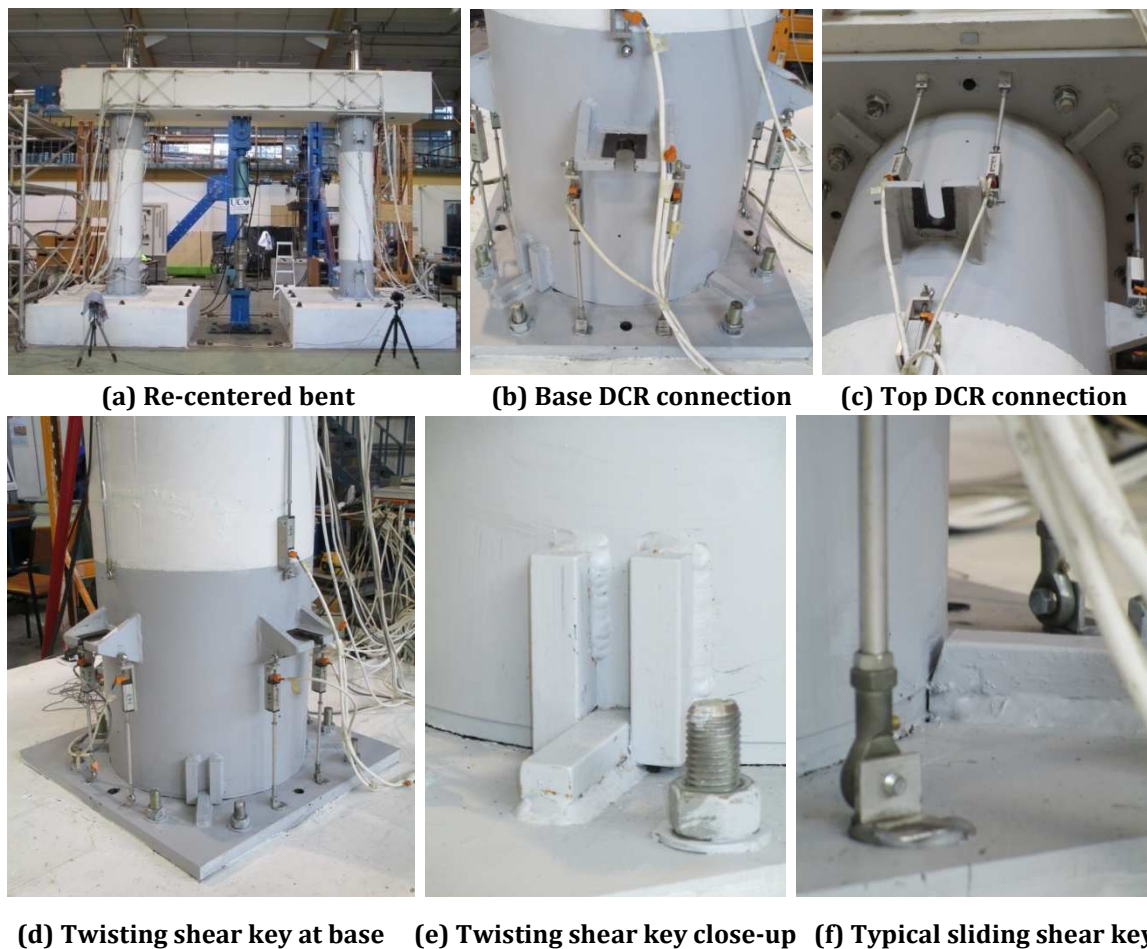 UC
(a) Re-centered bent
(b) Base DCR connection
(c) Top DCR connection
(d) Twisting shear key at base
(e) Twisting shear key close-up
(f) Typical sliding shear key